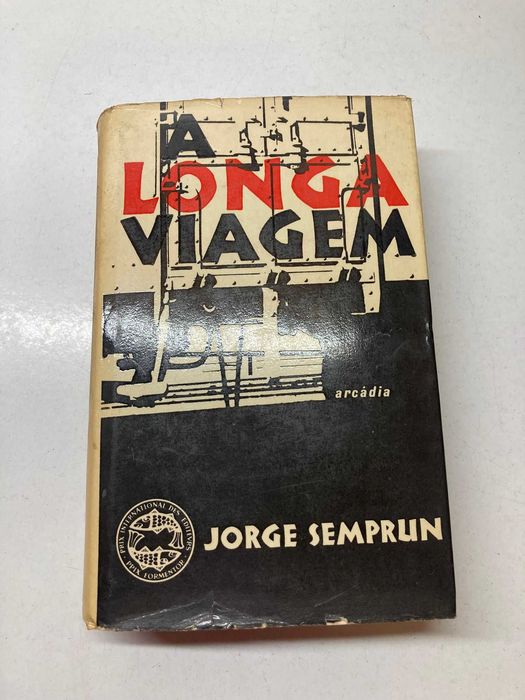 A
LONGA
VIAGEM
arcádia
PRIX INTERNATIONAL DES EDITEURS
PRIX FORMENTOR
JORGE SEMPRUN